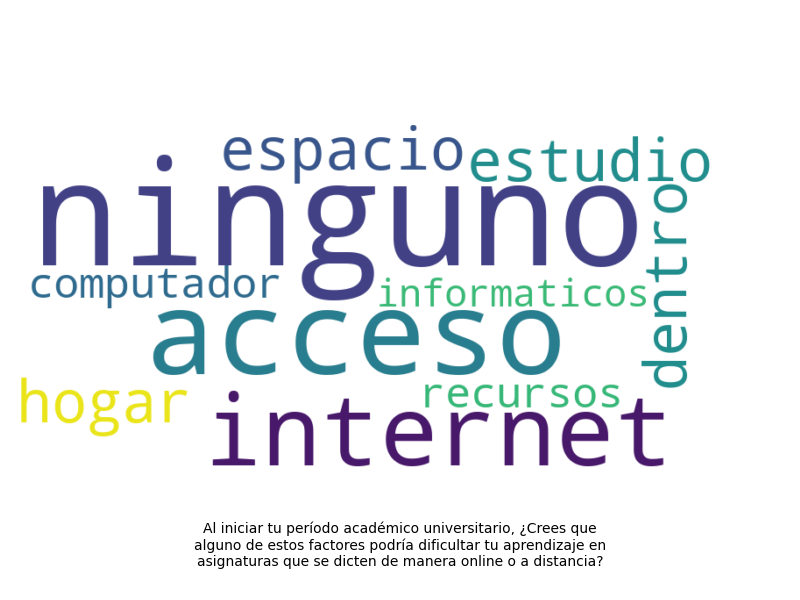 espacio
estudio
ninguno
dentro
computador
informaticos
acceso
hogar
recursos
internet
Al iniciar tu período académico universitario, ¿Crees que
alguno de estos factores podría dificultar tu aprendizaje en
asignaturas que se dicten de manera online o a distancia?